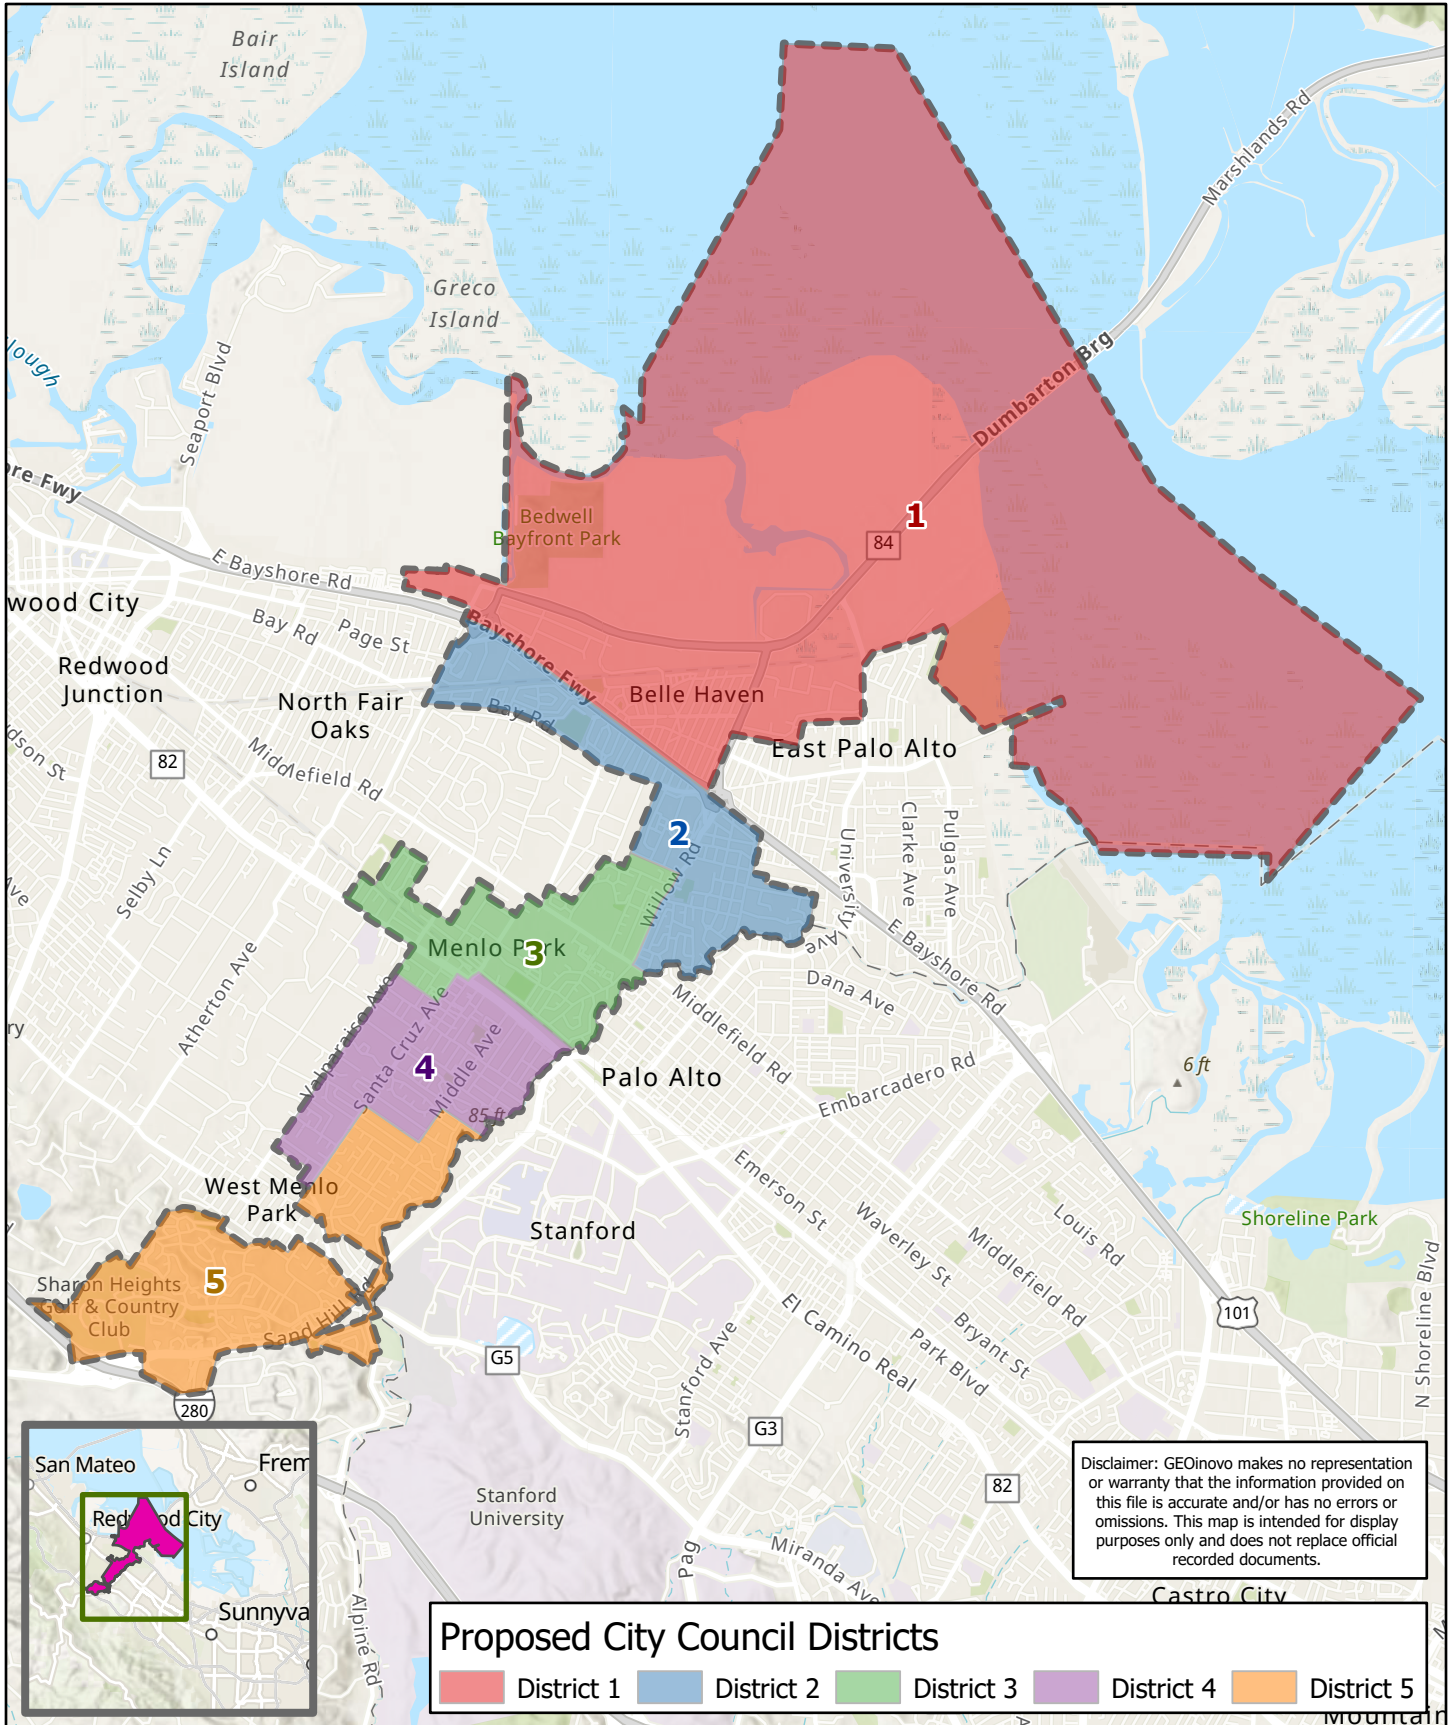 Bair
Island
Marshlands Rd
Greco
Island
lough
Seaport Blvd
Dumbarton Brg
ore Fwy
1
Bedwell
Bayfront Park
84
E Bayshore Rd
wood City
Bay Rd
Page St
Bayshore Fwy
Redwood
Junction
North Fair
Oaks
Belle Haven
Bay Rd
East Palo Alto
dson St
82
Middlefield Rd
2
Selby Ln
Ave
Willow Rd
University Ave
Clarke Ave
Pulgas Ave
Menlo Park
3
E Bayshore Rd
Atherton Ave
Valparaiso Ave
Santa Cruz Ave
Middle Ave
Dana Ave
Middlefield Rd
ry
4
85 ft
Palo Alto
Embarcadero Rd
6 ft
West Menlo
Park
Emerson St
Waverley St
Middlefield Rd
Louis Rd
Stanford
Shoreline Park
Sharon Heights
Golf & Country
Club
5
Sand Hill Rd
El Camino Real
Park Blvd
Bryant St
101
N Shoreline Blvd
G5
Stanford Ave
280
G3
82
San Mateo
Frem
Redwood City
Sunnyva
Stanford
University
Alpine Rd
Pag
Miranda Ave
Disclaimer: GEOinovo makes no representation
or warranty that the information provided on
this file is accurate and/or has no errors or
omissions. This map is intended for display
purposes only and does not replace official
recorded documents.
Castro City
Proposed City Council Districts
District 1
District 2
District 3
District 4
District 5
Mountain